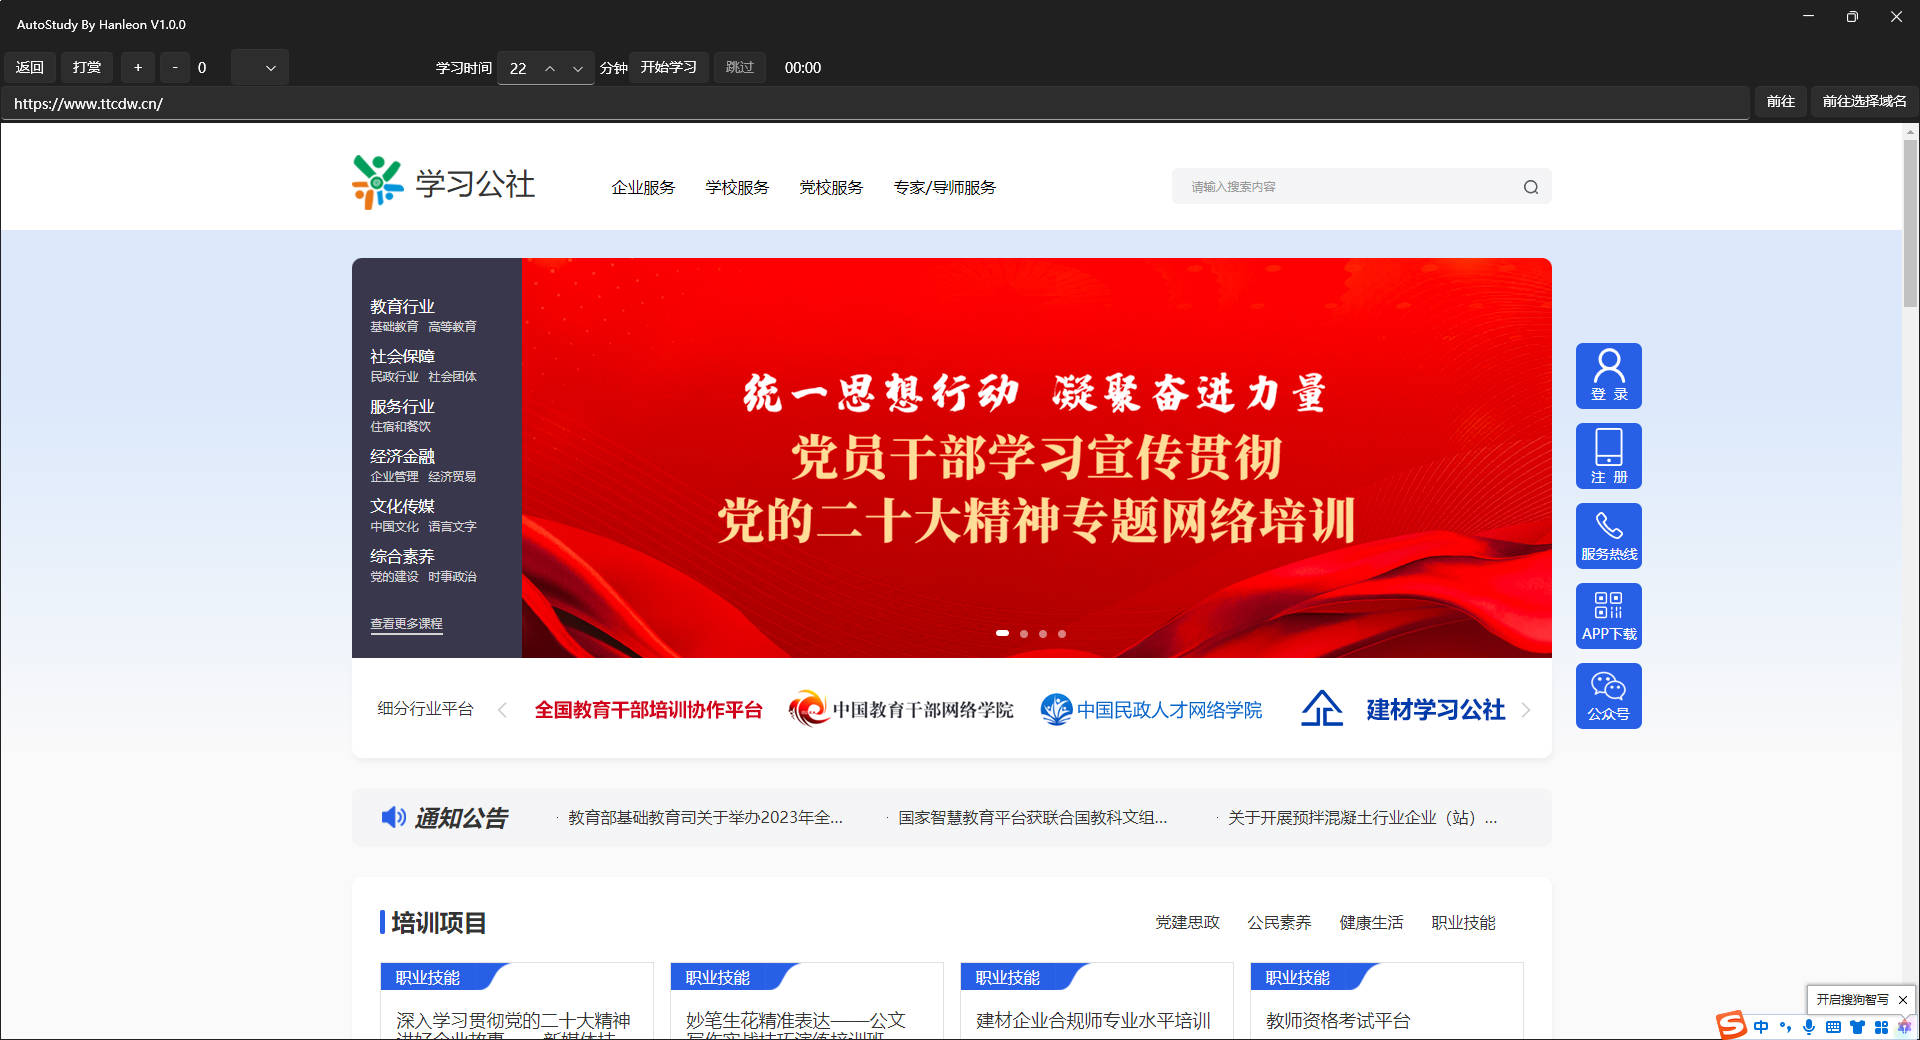 AutoStudy By Hanleon V1.0.0
返回 打赏 + - 0 学习时间 22 分钟 开始学习 跳过 00:00
https://www.ttcdw.cn/ 前往 前往选择域名
学习公社 企业服务 学校服务 党校服务 专家/导师服务 请输入搜索内容
教育行业
基础教育 高等教育
社会保障
民政行业 社会团体
服务行业
住宿和餐饮
经济金融
企业管理 经济贸易
文化传媒
中国文化 语言文字
综合素养
党的建设 时事政治
查看更多课程
统一思想行动 凝聚奋进力量
党员干部学习宣传贯彻
党的二十大精神专题网络培训
登 录
注 册
服务热线
APP下载
公众号
细分行业平台 全国教育干部培训协作平台 中国教育干部网络学院 中国民政人才网络学院 建材学习公社
通知公告 · 教育部基础教育司关于举办2023年全... · 国家智慧教育平台获联合国教科文组... · 关于开展预拌混凝土行业企业（站）...
培训项目 党建思政 公民素养 健康生活 职业技能
职业技能 职业技能 职业技能 职业技能
深入学习贯彻党的二十大精神 妙笔生花精准表达——公文 建材企业合规师专业水平培训 教师资格考试平台
开启搜狗智写
中